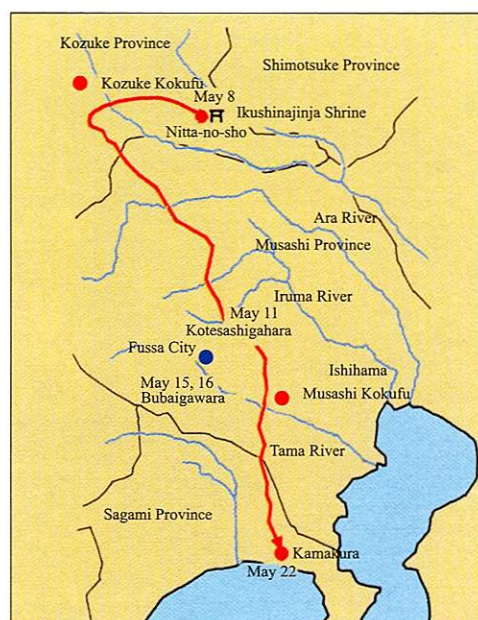 Kozuke Province
Shimotsuke Province
Kozuke Kokufu
May 8
Ikushinajinja Shrine
Nitta-no-sho
Ara River
Musashi Province
Iruma River
May 11
Kotesashigahara
Fussa City
Ishihama
May 15, 16
Bubaigawara
Musashi Kokufu
Tama River
Sagami Province
Kamakura
May 22